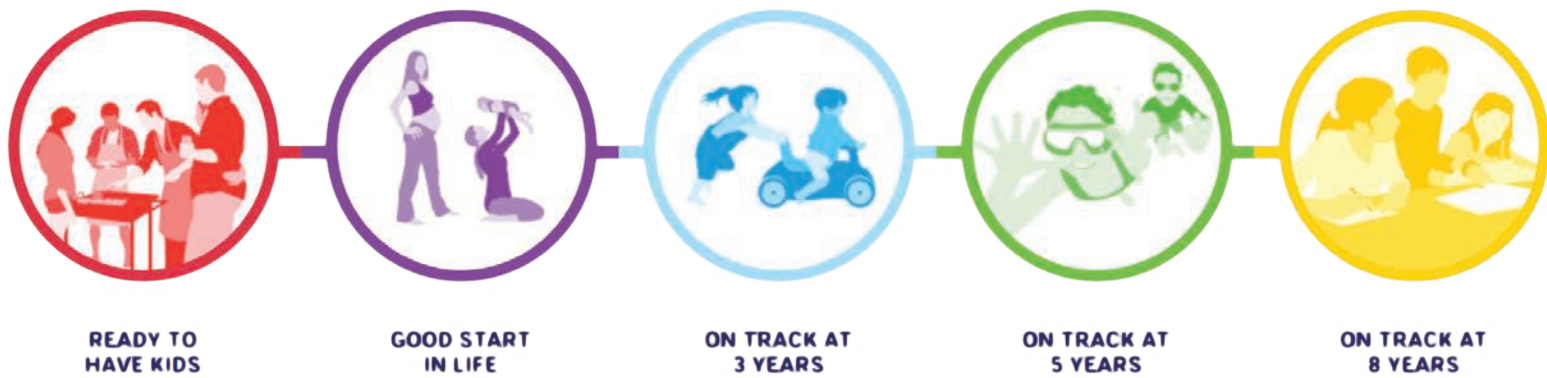 READY TO
HAVE KIDS
GOOD START
IN LIFE
ON TRACK AT
3 YEARS
ON TRACK AT
5 YEARS
ON TRACK AT
8 YEARS